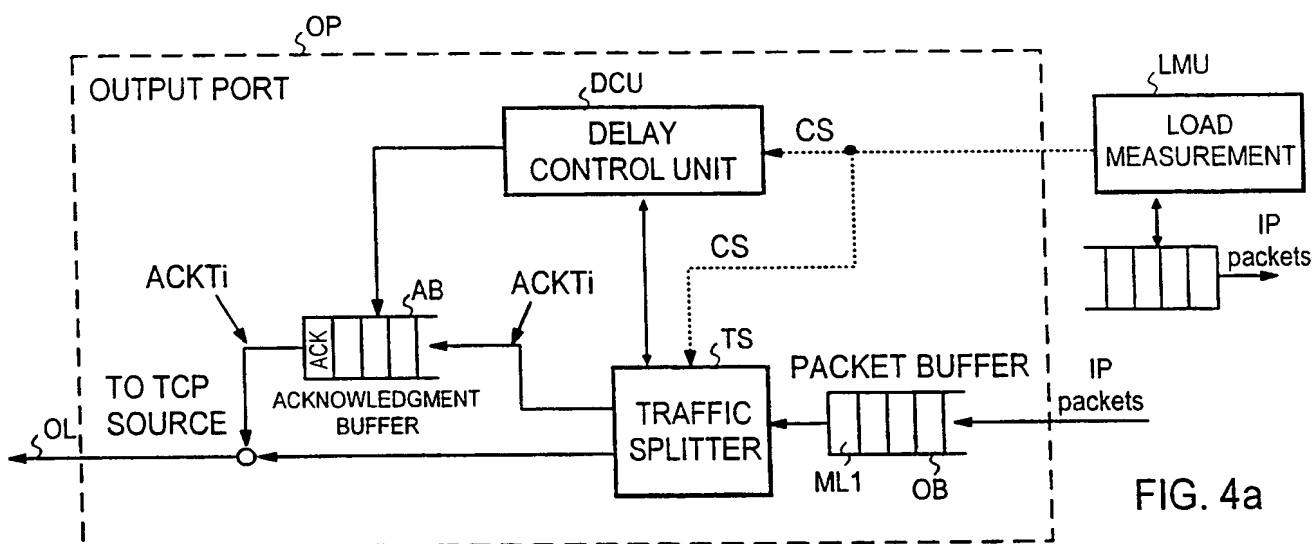 OP
OUTPUT PORT
DCU
DELAY
CONTROL UNIT
CS
LMU
LOAD
MEASUREMENT
IP
packets
CS
ACKTi
ACK
AB
ACKTi
ACKNOWLEDGMENT
BUFFER
TO TCP
SOURCE
OL
TS
TRAFFIC
SPLITTER
PACKET BUFFER
ML1
OB
IP
packets
FIG. 4a